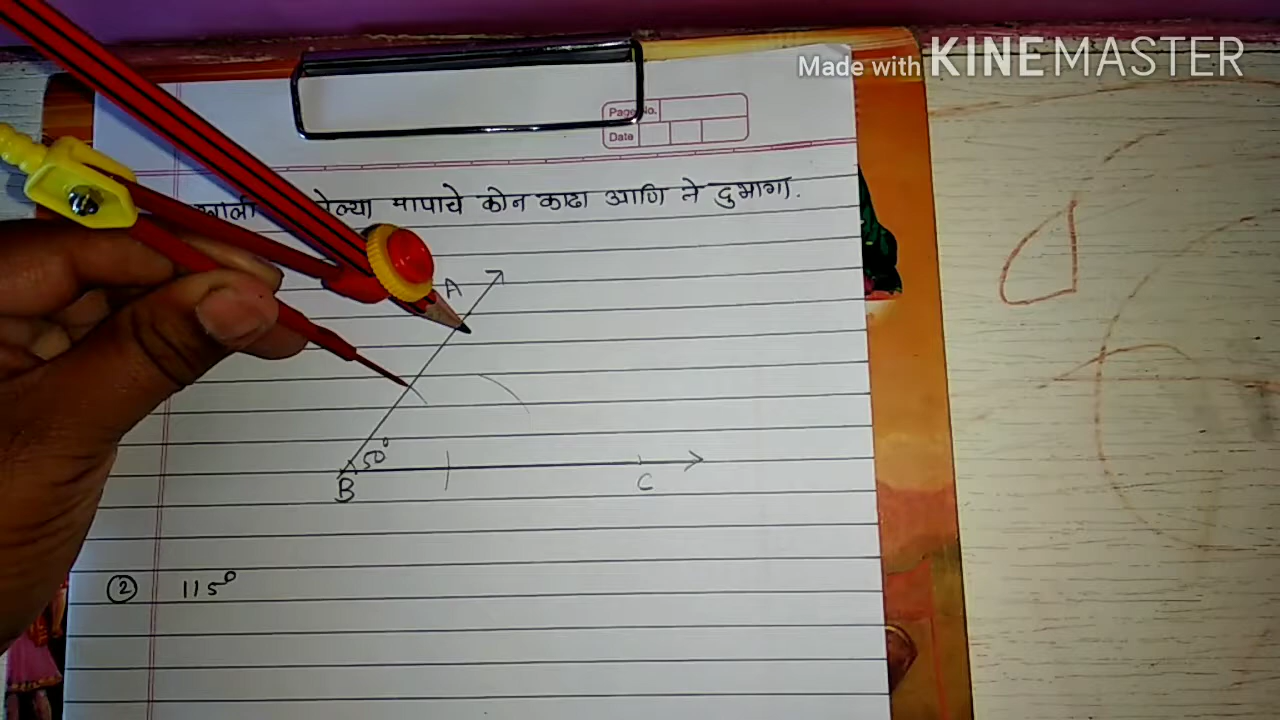 Made with KINEMASTER
Page No.
Date
मापाचे कोन काढा आणि ते दुभागा.
A
50°
B
C
② 115°